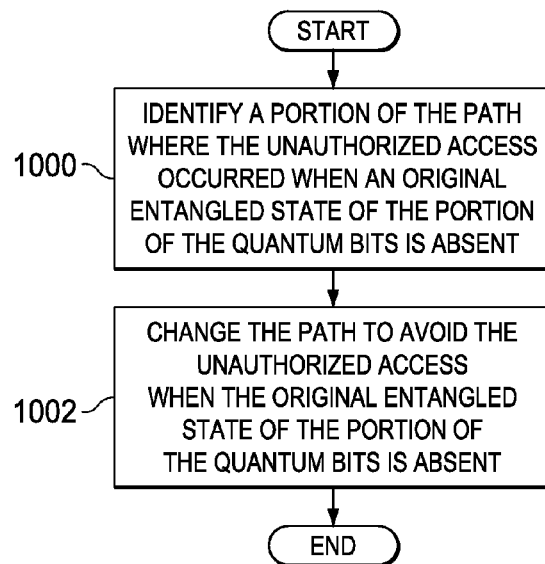 START
1000
IDENTIFY A PORTION OF THE PATH
WHERE THE UNAUTHORIZED ACCESS
OCCURRED WHEN AN ORIGINAL
ENTANGLED STATE OF THE PORTION
OF THE QUANTUM BITS IS ABSENT
1002
CHANGE THE PATH TO AVOID THE
UNAUTHORIZED ACCESS
WHEN THE ORIGINAL ENTANGLED
STATE OF THE PORTION OF
THE QUANTUM BITS IS ABSENT
END